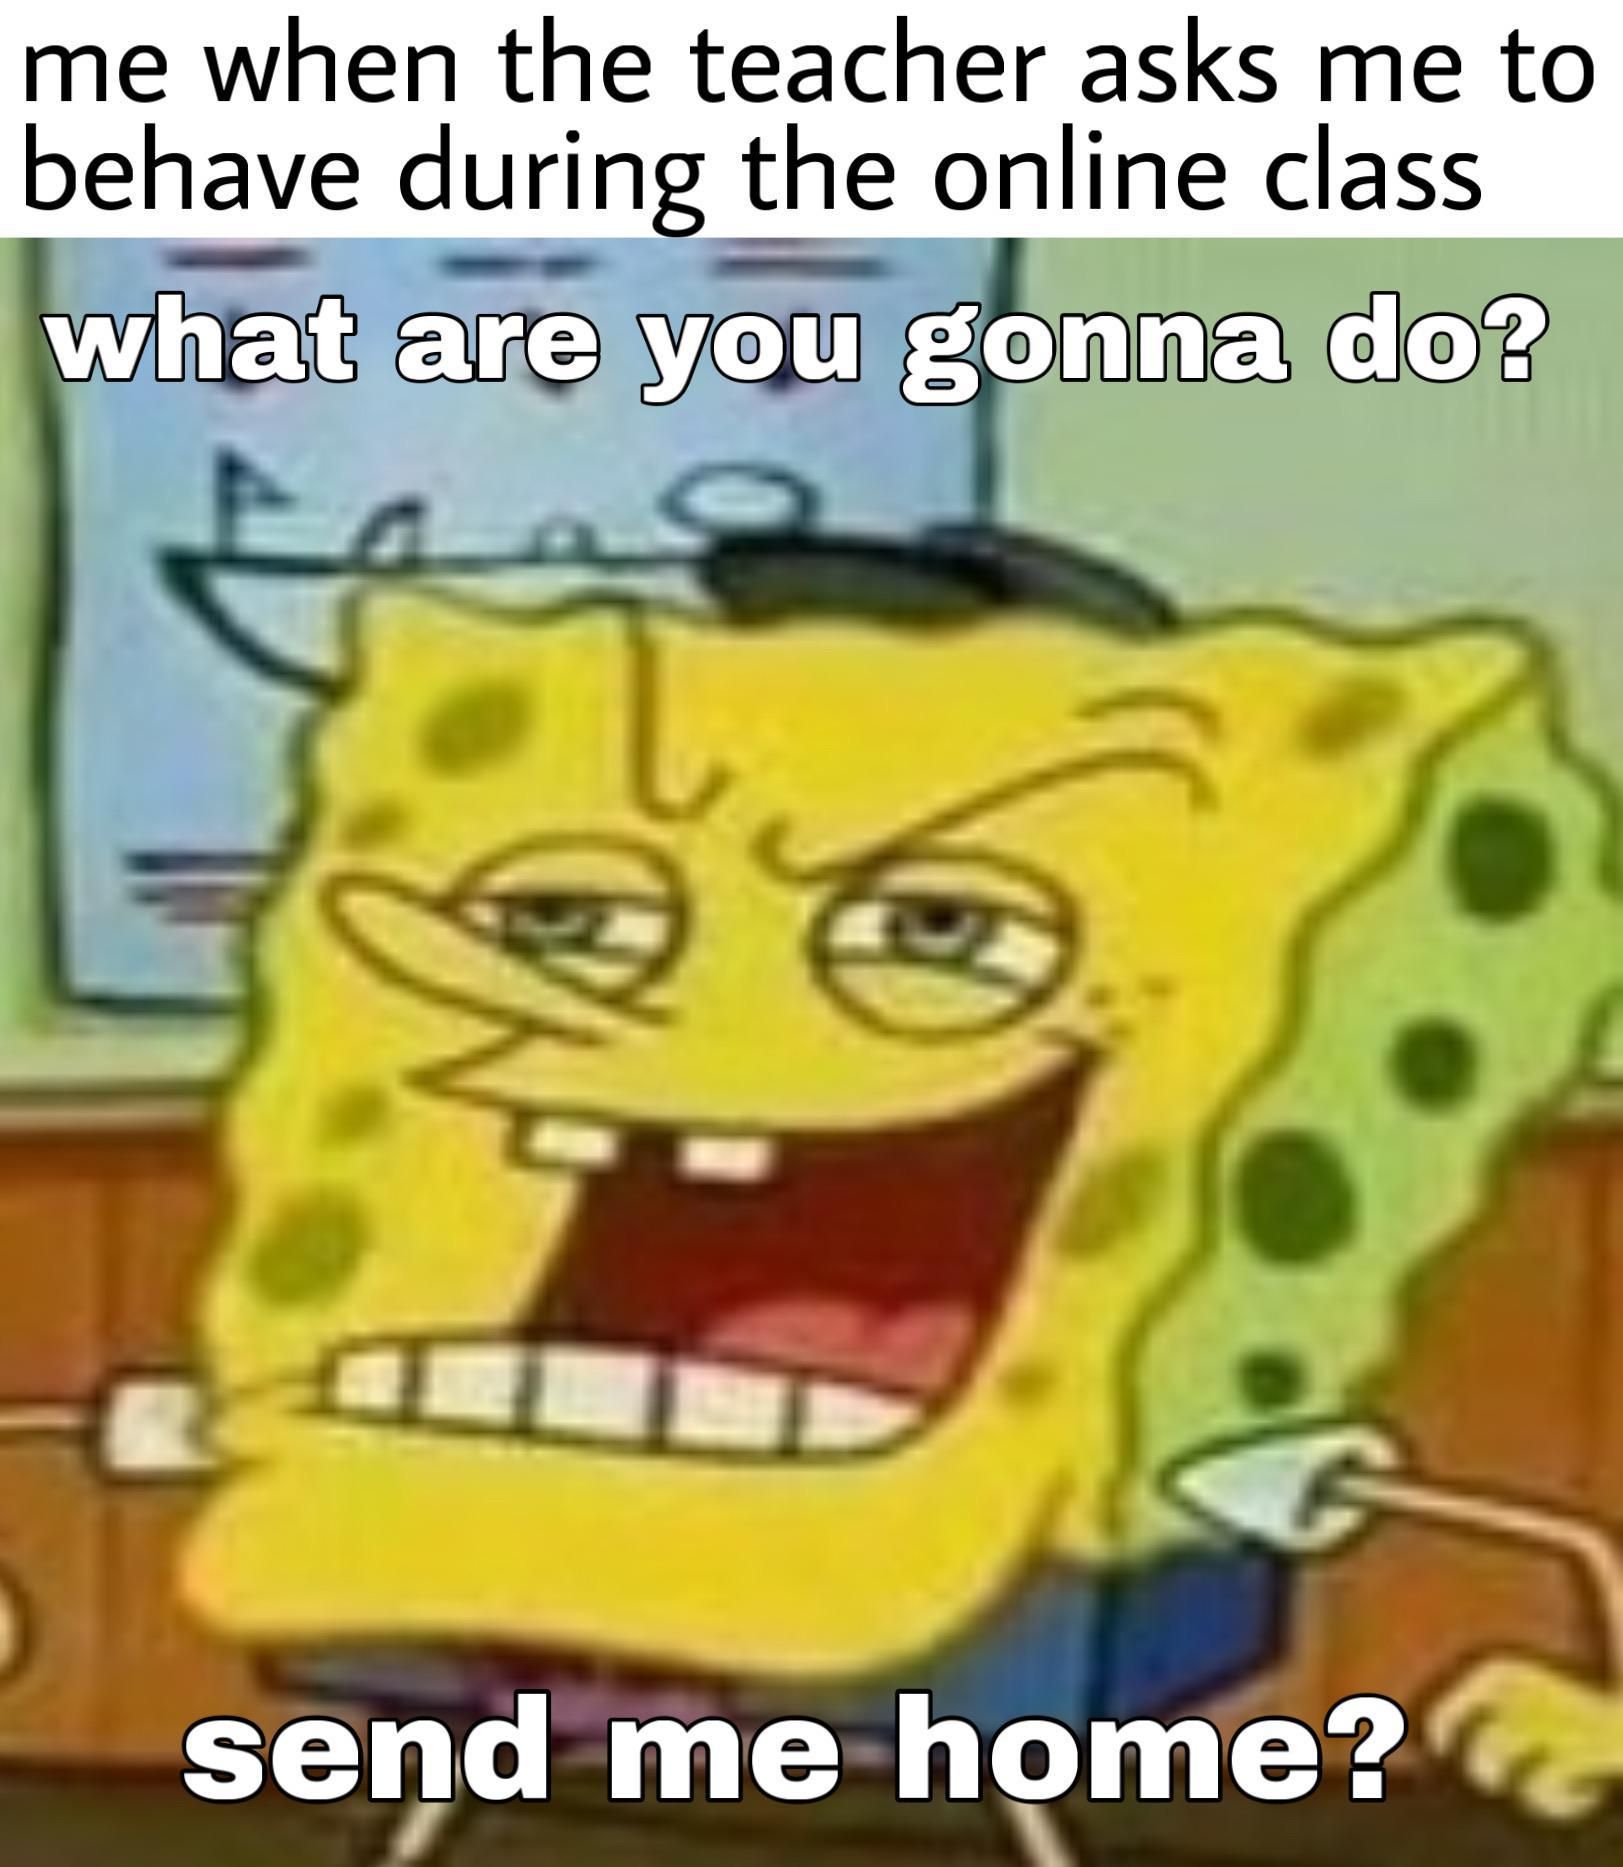 me when the teacher asks me to
behave during the online class
what are you gonna do?
send me home?